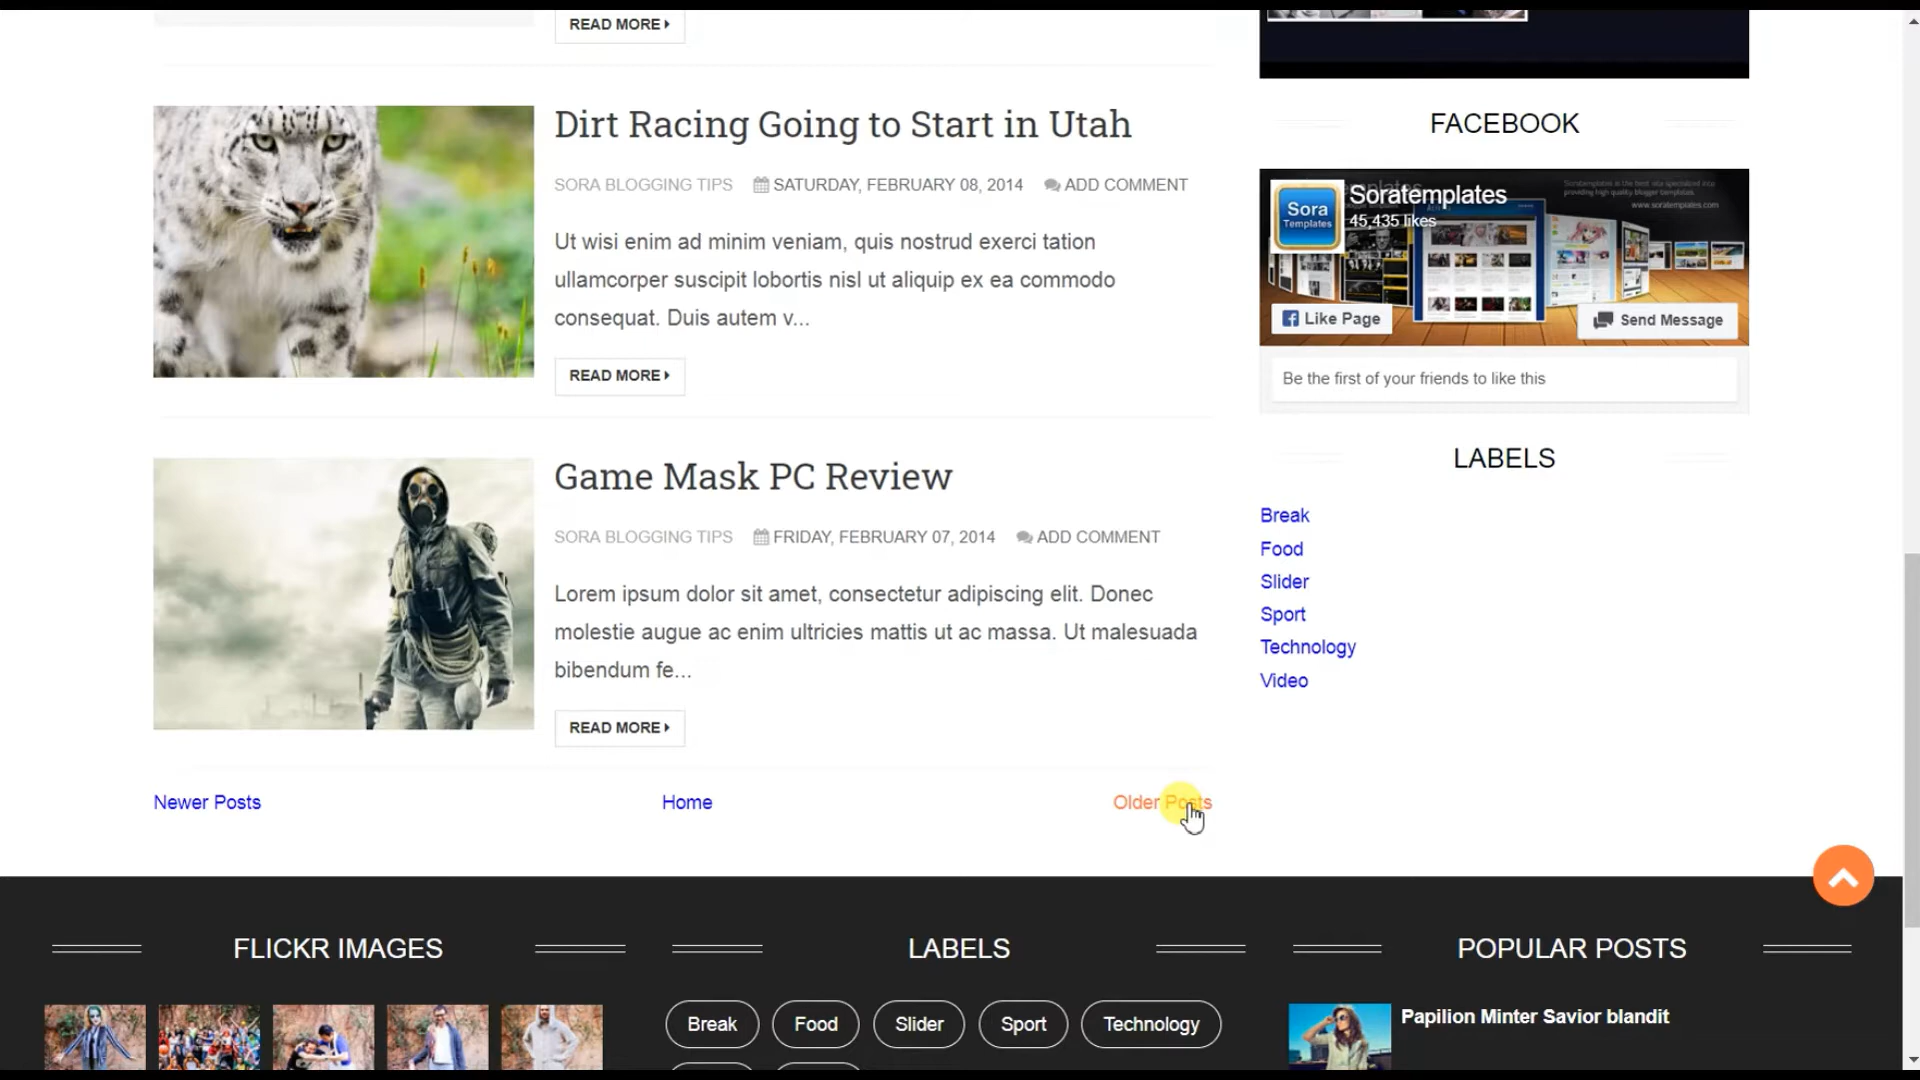 READ MORE
Dirt Racing Going to Start in Utah
SORA BLOGGING TIPS SATURDAY, FEBRUARY 08, 2014 ADD COMMENT
Ut wisi enim ad minim veniam, quis nostrud exerci tation
ullamcorper suscipit lobortis nisl ut aliquip ex ea commodo
consequat. Duis autem v...
READ MORE
Game Mask PC Review
SORA BLOGGING TIPS FRIDAY, FEBRUARY 07, 2014 ADD COMMENT
Lorem ipsum dolor sit amet, consectetur adipiscing elit. Donec
molestie augue ac enim ultricies mattis ut ac massa. Ut malesuada
bibendum fe...
READ MORE
Newer Posts Home Older Posts
FACEBOOK
Sora
Templates
Soratemplates
45,435 likes
www.soratemplates.com
Like Page
Send Message
Be the first of your friends to like this
LABELS
Break
Food
Slider
Sport
Technology
Video
FLICKR IMAGES
LABELS
Break Food Slider Sport Technology
POPULAR POSTS
Papilion Minter Savior blandit